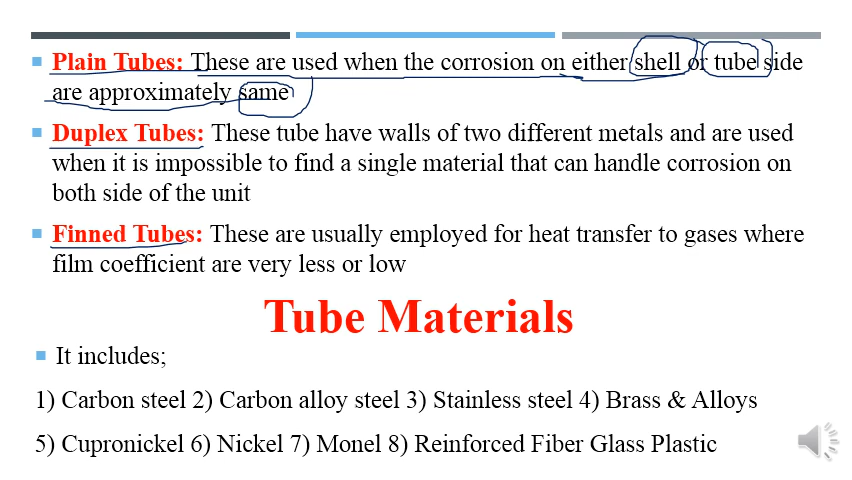 Plain Tubes: These are used when the corrosion on either shell or tube side
are approximately same
Duplex Tubes: These tube have walls of two different metals and are used
when it is impossible to find a single material that can handle corrosion on
both side of the unit
Finned Tubes: These are usually employed for heat transfer to gases where
film coefficient are very less or low
Tube Materials
It includes;
1) Carbon steel 2) Carbon alloy steel 3) Stainless steel 4) Brass & Alloys
5) Cupronickel 6) Nickel 7) Monel 8) Reinforced Fiber Glass Plastic